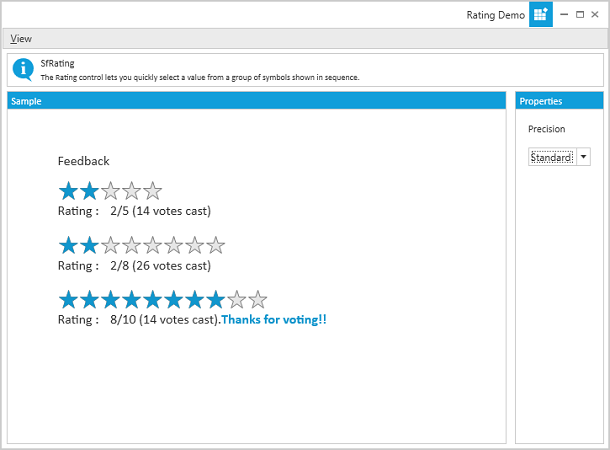 Rating Demo
View
SfRating
The Rating control lets you quickly select a value from a group of symbols shown in sequence.
Sample
Properties
Precision
Standard
Feedback
Rating : 2/5 (14 votes cast)
Rating : 2/8 (26 votes cast)
Rating : 8/10 (14 votes cast).Thanks for voting!!